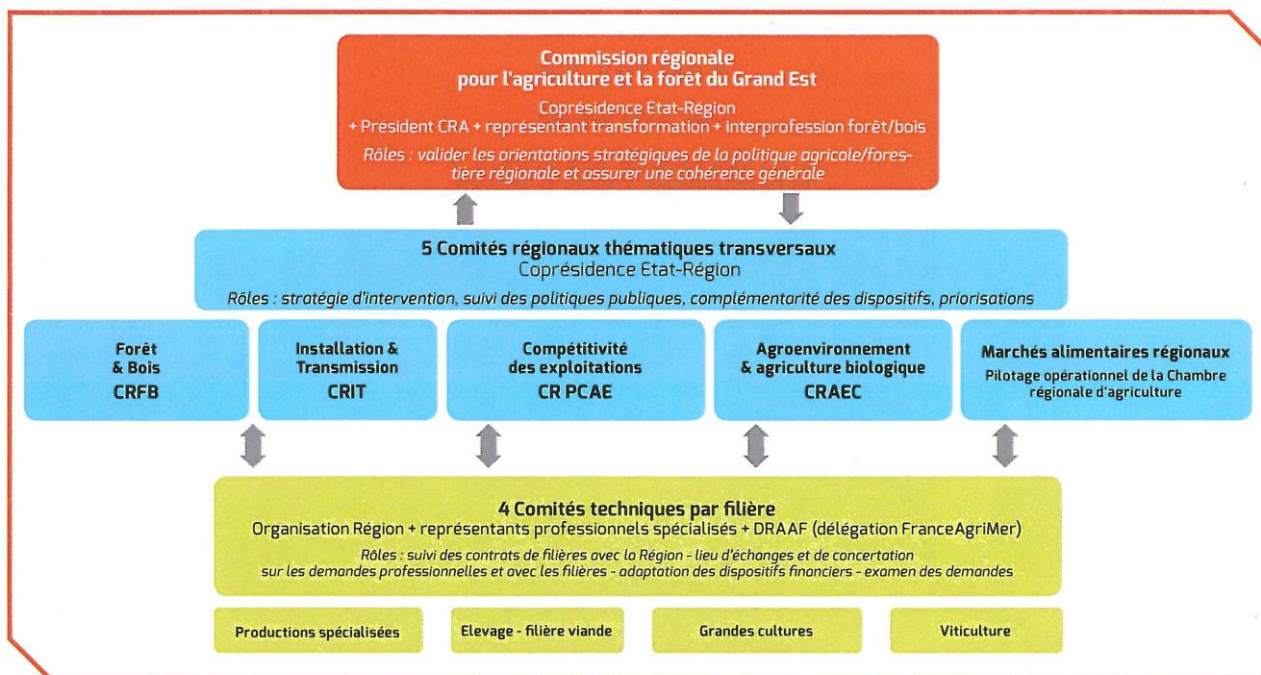 Commission régionale
pour l'agriculture et la forêt du Grand Est
Coprésidence Etat-Région
+ Président CRA + représentant transformation + interprofession forêt/bois
Rôles : valider les orientations stratégiques de la politique agricole/fores-
tière régionale et assurer une cohérence générale
5 Comités régionaux thématiques transversaux
Coprésidence Etat-Région
Rôles : stratégie d'intervention, suivi des politiques publiques, complémentarité des dispositifs, priorisations
Forêt
& Bois
CRFB
Installation &
Transmission
CRIT
Compétitivité
des exploitations
CR PCAE
Agroenvironnement
& agriculture biologique
CRAEC
Marchés alimentaires régionaux
Pilotage opérationnel de la Chambre
régionale d'agriculture
4 Comités techniques par filière
Organisation Région + représentants professionnels spécialisés + DRAAF (délégation FranceAgriMer)
Rôles : suivi des contrats de filières avec la Région - lieu d'échanges et de concertation
sur les demandes professionnelles et avec les filières - adaptation des dispositifs financiers - examen des demandes
Productions spécialisées
Elevage - filière viande
Grandes cultures
Viticulture